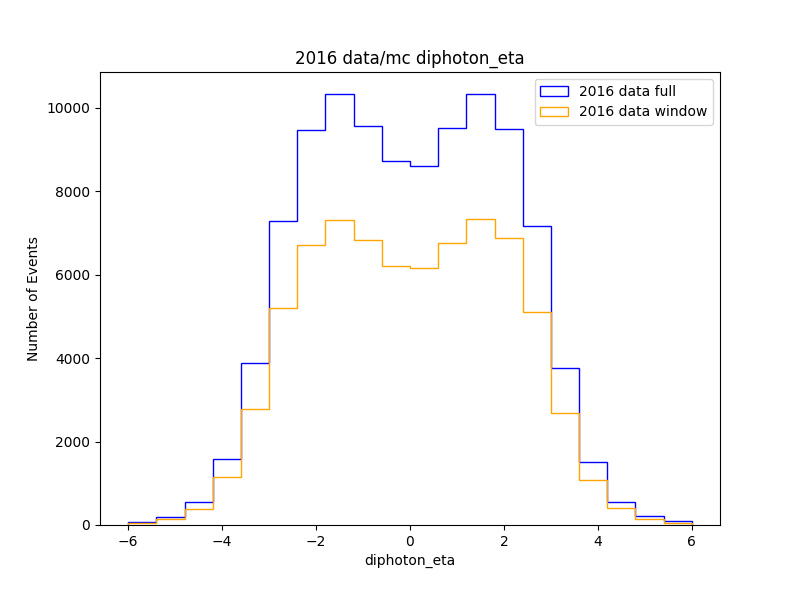 2016 data/mc diphoton_eta
2016 data full
2016 data window
Number of Events
10000
8000
6000
4000
2000
0
−6 −4 −2 0 2 4 6
diphoton_eta